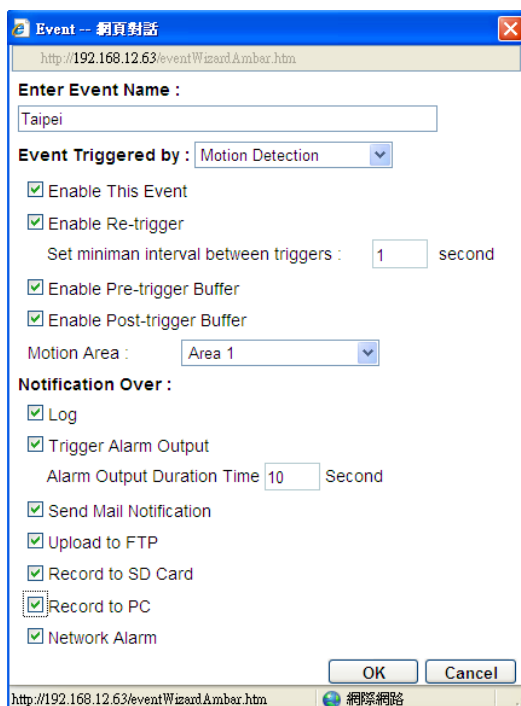 Event -- 網頁對話
http://192.168.12.63/eventWizardAmbar.htm
Enter Event Name :
Taipei
Event Triggered by : Motion Detection
Enable This Event
Enable Re-trigger
Set miniman interval between triggers : 1 second
Enable Pre-trigger Buffer
Enable Post-trigger Buffer
Motion Area : Area 1
Notification Over :
Log
Trigger Alarm Output
Alarm Output Duration Time 10 Second
Send Mail Notification
Upload to FTP
Record to SD Card
Record to PC
Network Alarm
OK Cancel
http://192.168.12.63/eventWizardAmbar.htm 網際網路